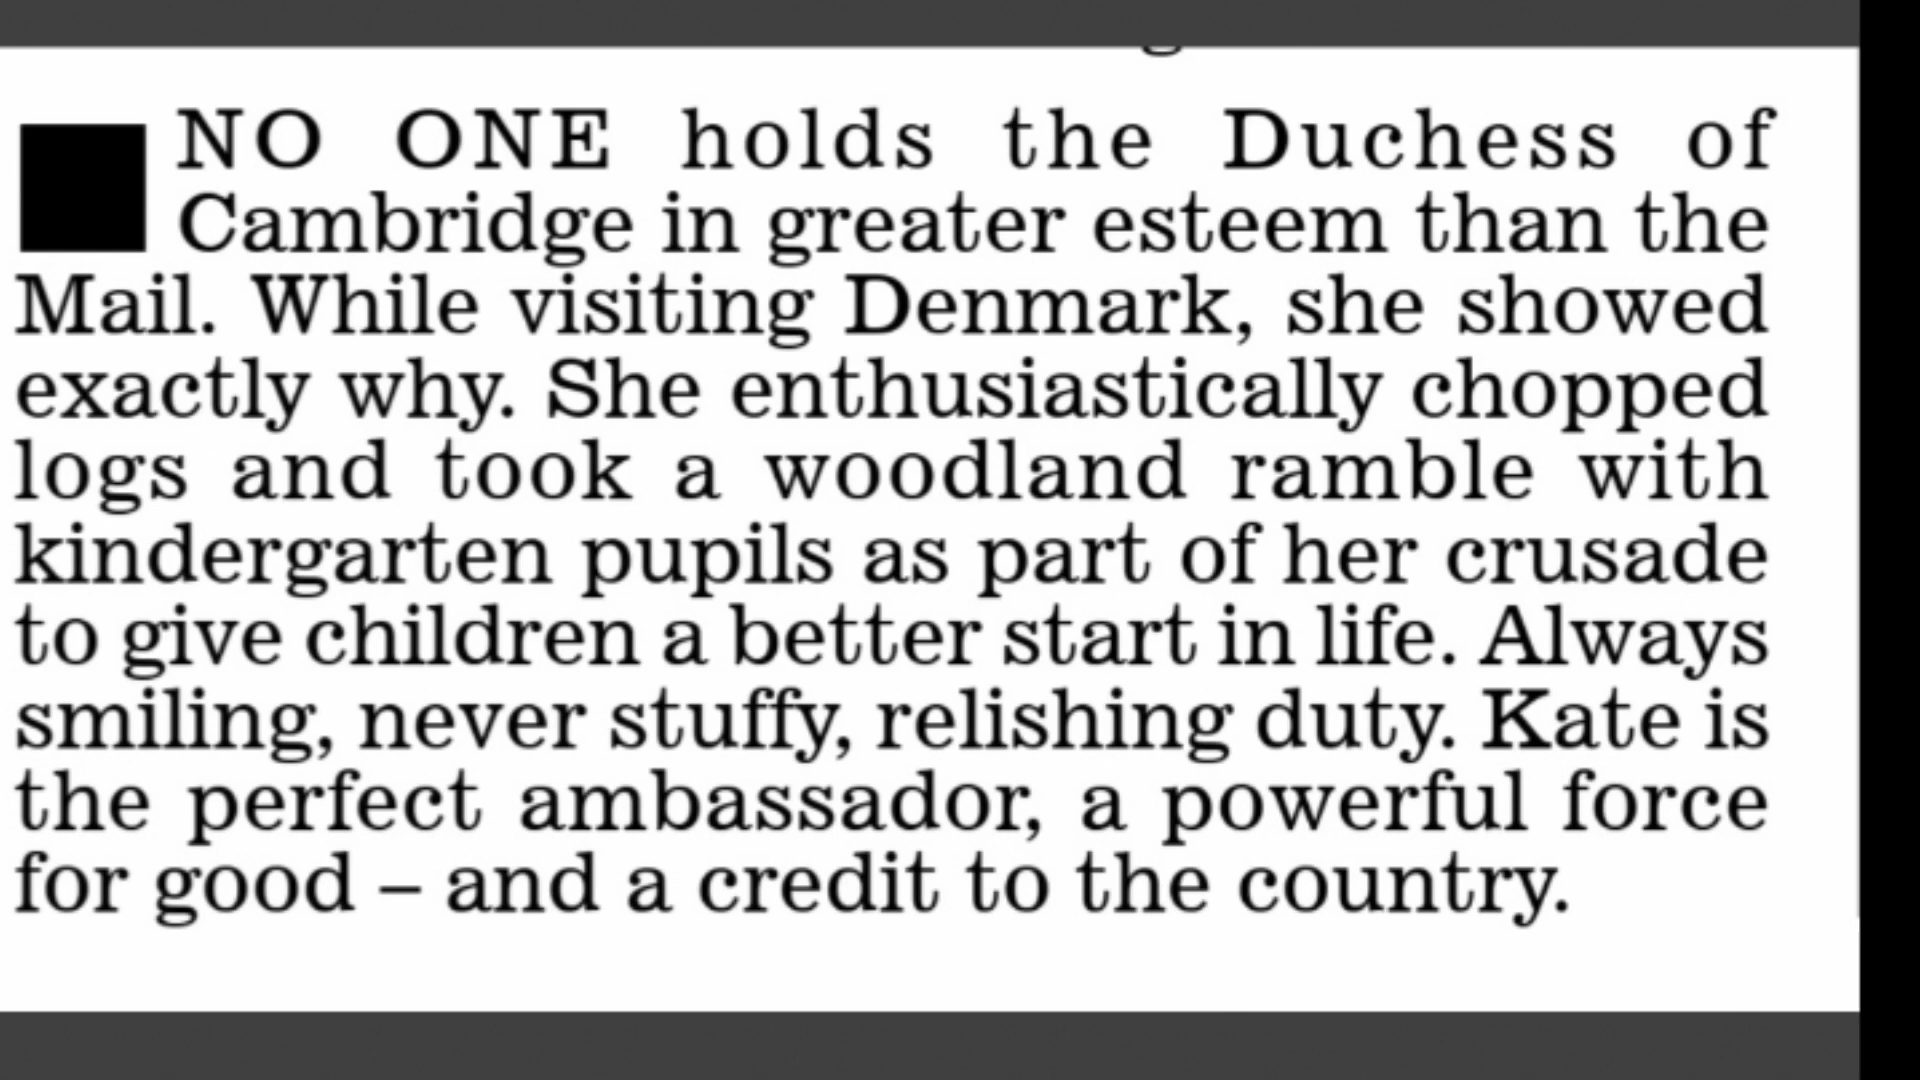 ■ NO ONE holds the Duchess of
Cambridge in greater esteem than the
Mail. While visiting Denmark, she showed
exactly why. She enthusiastically chopped
logs and took a woodland ramble with
kindergarten pupils as part of her crusade
to give children a better start in life. Always
smiling, never stuffy, relishing duty. Kate is
the perfect ambassador, a powerful force
for good – and a credit to the country.